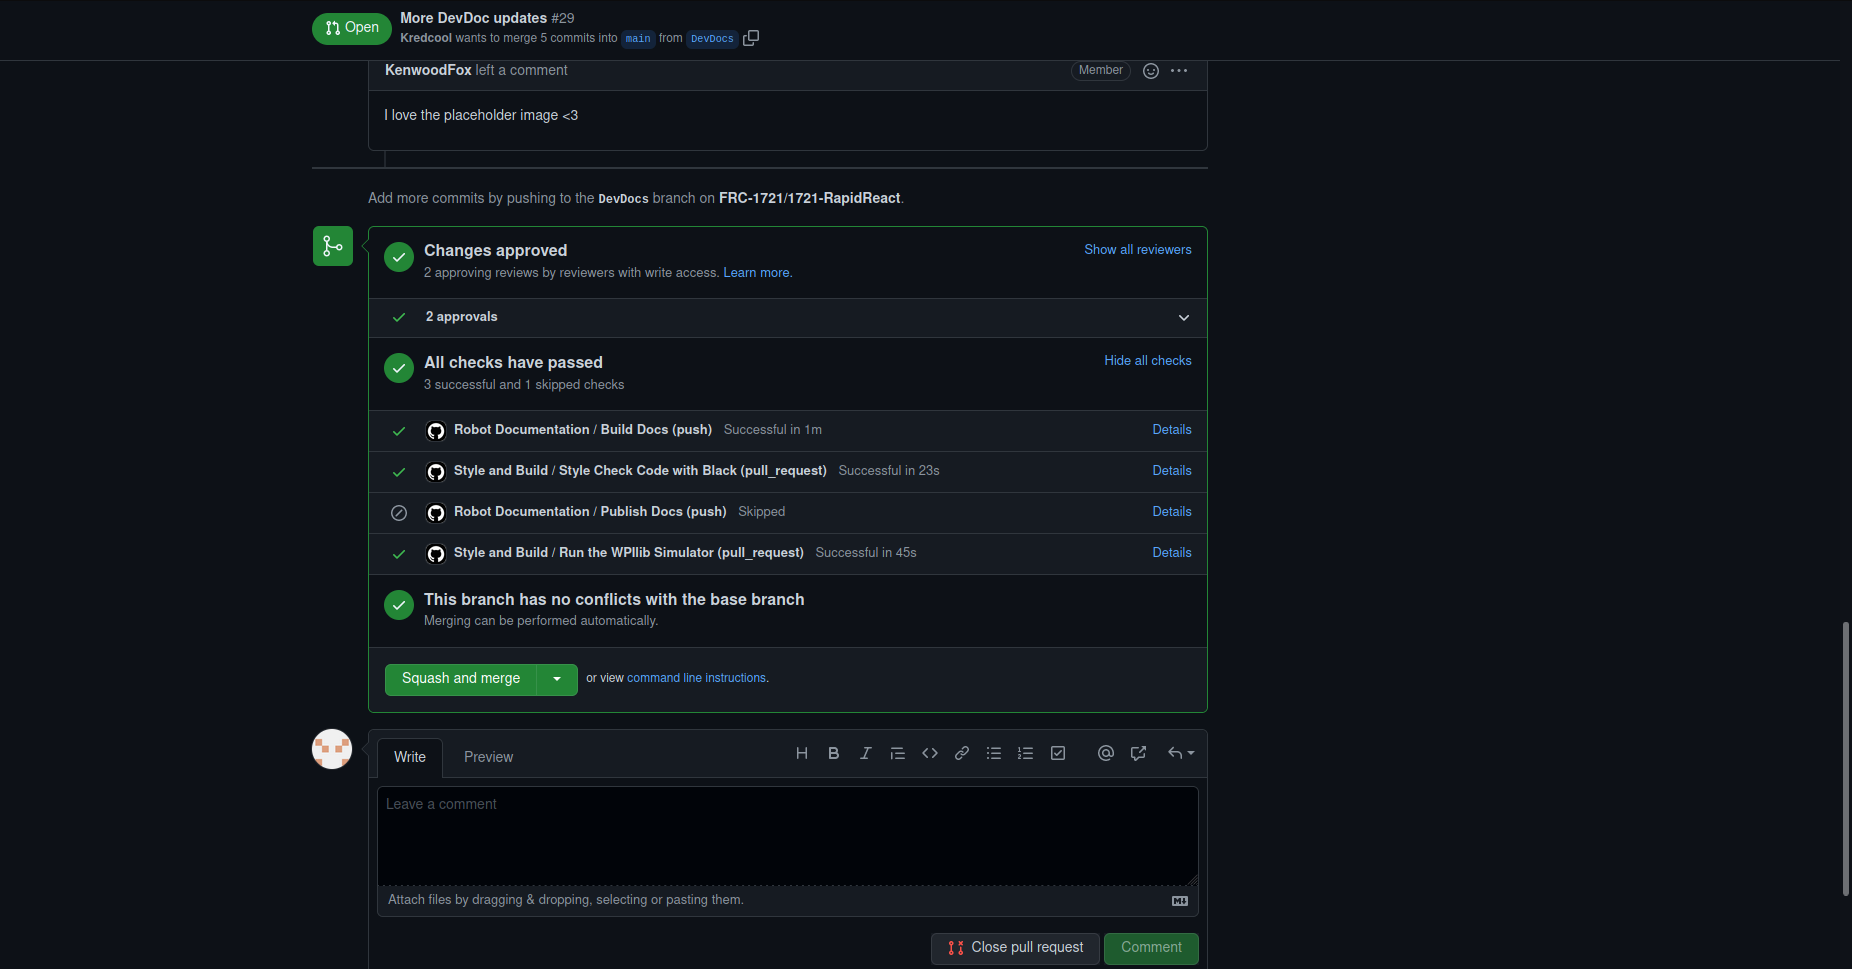 Open
More DevDoc updates #29
Kredcool wants to merge 5 commits into main from DevDocs
KenwoodFox left a comment
Member
I love the placeholder image <3
Add more commits by pushing to the DevDocs branch on FRC-1721/1721-RapidReact.
Changes approved
Show all reviewers
2 approving reviews by reviewers with write access. Learn more.
2 approvals
All checks have passed
Hide all checks
3 successful and 1 skipped checks
Robot Documentation / Build Docs (push) Successful in 1m
Details
Style and Build / Style Check Code with Black (pull_request) Successful in 23s
Details
Robot Documentation / Publish Docs (push) Skipped
Details
Style and Build / Run the WPIlib Simulator (pull_request) Successful in 45s
Details
This branch has no conflicts with the base branch
Merging can be performed automatically.
Squash and merge
or view command line instructions.
Write
Preview
Leave a comment
Attach files by dragging & dropping, selecting or pasting them.
Close pull request
Comment